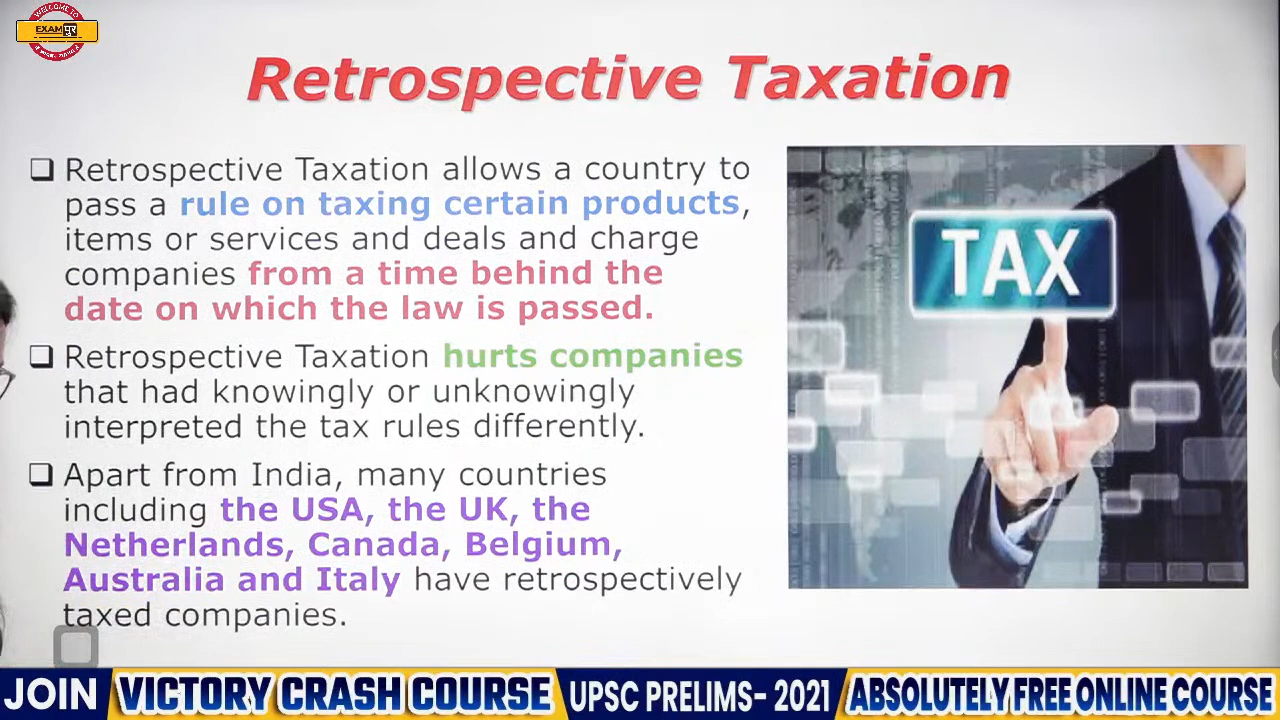 WELCOME TO
EXAMपुर
Retrospective Taxation
Retrospective Taxation allows a country to
pass a rule on taxing certain products,
items or services and deals and charge
companies from a time behind the
date on which the law is passed.
TAX
Retrospective Taxation hurts companies
that had knowingly or unknowingly
interpreted the tax rules differently.
Apart from India, many countries
including the USA, the UK, the
Netherlands, Canada, Belgium,
Australia and Italy have retrospectively
taxed companies.
JOIN VICTORY CRASH COURSE UPSC PRELIMS- 2021 ABSOLUTELY FREE ONLINE COURSE